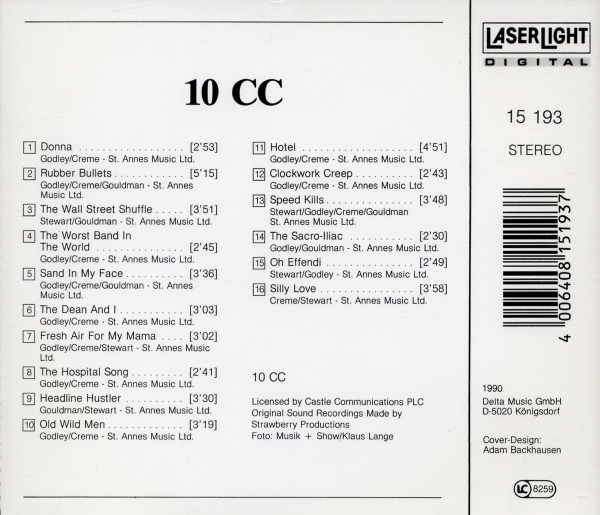 10 CC
1 Donna .................. [2'53]
Godley/Creme - St. Annes Music Ltd.
2 Rubber Bullets ........... [5'15]
Godley/Creme/Gouldman - St. Annes
Music Ltd.
3 The Wall Street Shuffle ..... [3'51]
Stewart/Gouldman - St. Annes Music Ltd.
4 The Worst Band In
The World ............... [2'45]
Godley/Creme - St. Annes Music Ltd.
5 Sand In My Face .......... [3'36]
Godley/Creme/Gouldman - St. Annes
Music Ltd.
6 The Dean And I ........... [3'03]
Godley/Creme - St. Annes Music Ltd.
7 Fresh Air For My Mama .... [3'02]
Godley/Creme/Stewart - St. Annes Music
Ltd.
8 The Hospital Song ......... [2'41]
Godley/Creme - St. Annes Music Ltd.
9 Headline Hustler .......... [3'30]
Gouldman/Stewart - St. Annes Music Ltd.
10 Old Wild Men ............ [3'19]
Godley/Creme - St. Annes Music Ltd.
11 Hotel .................. [4'51]
Godley/Creme - St. Annes Music Ltd.
12 Clockwork Creep .......... [2'43]
Godley/Creme - St. Annes Music Ltd.
13 Speed Kills .............. [3'48]
Stewart/Godley/Creme/Gouldman
St. Annes Music Ltd.
14 The Sacro-Iliac ........... [2'30]
Godley/Gouldman - St. Annes Music Ltd.
15 Oh Effendi .............. [2'49]
Stewart/Godley - St. Annes Music Ltd.
16 Silly Love ............... [3'58]
Creme/Stewart - St. Annes Music Ltd.
10 CC
Licensed by Castle Communications PLC
Original Sound Recordings Made by
Strawberry Productions
Foto: Musik + Show/Klaus Lange
LASERLIGHT
DIGITAL
15 193
STEREO
4 006408 151937
1990
Delta Music GmbH
D-5020 Königsdorf
Cover-Design:
Adam Backhausen
LC 8259